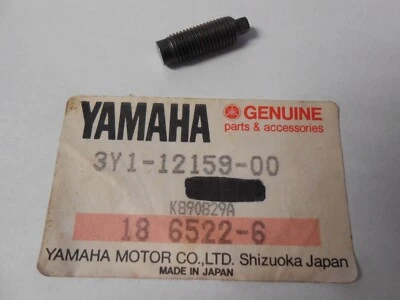 YAMAHA GENUINE
parts & accessories
3Y1-12159-00
K890829A
18 6522-6
YAMAHA MOTOR CO.,LTD. Shizuoka Japan
MADE IN JAPAN